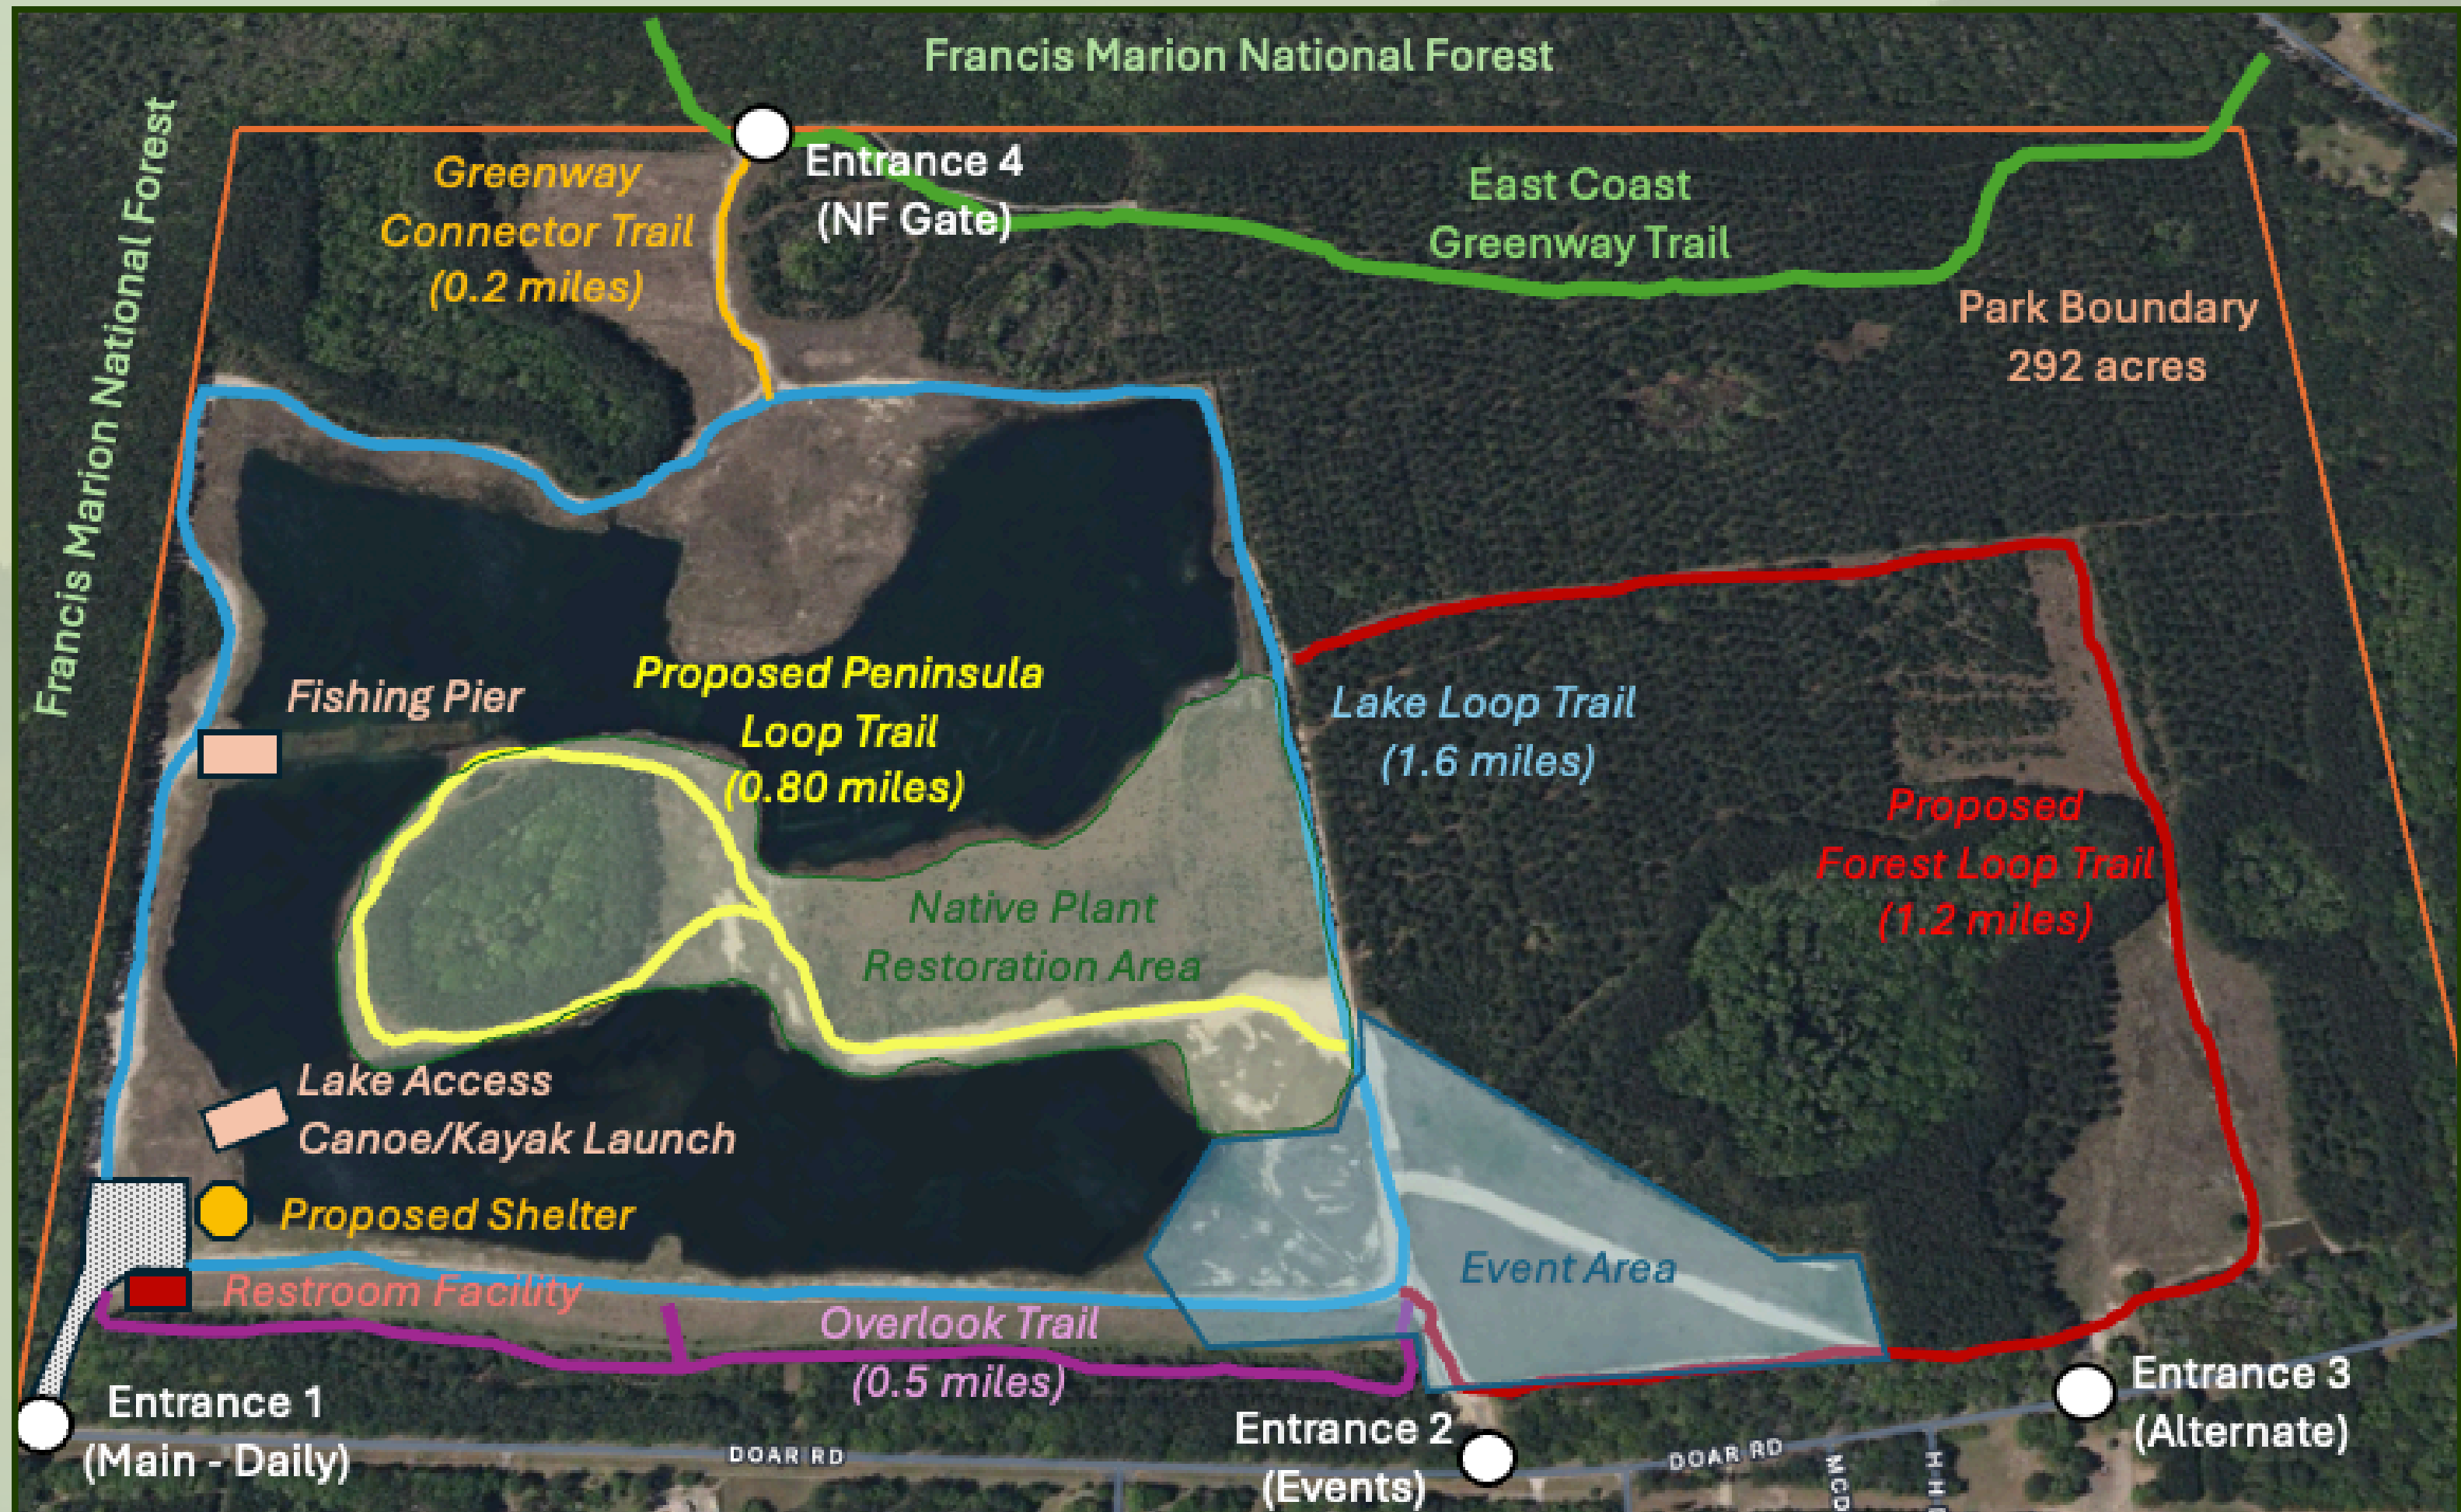 Francis Marion National Forest
Francis Marion National Forest
Entrance 4
(NF Gate)
Greenway
Connector Trail
(0.2 miles)
East Coast
Greenway Trail
Park Boundary
292 acres
Fishing Pier
Proposed Peninsula
Loop Trail
(0.80 miles)
Lake Loop Trail
(1.6 miles)
Proposed
Forest Loop Trail
(1.2 miles)
Native Plant
Restoration Area
Lake Access
Canoe/Kayak Launch
Proposed Shelter
Restroom Facility
Event Area
Overlook Trail
(0.5 miles)
Entrance 1
(Main - Daily)
Entrance 2
(Events)
Entrance 3
(Alternate)
DOAR RD
DOAR RD
MCD
H H